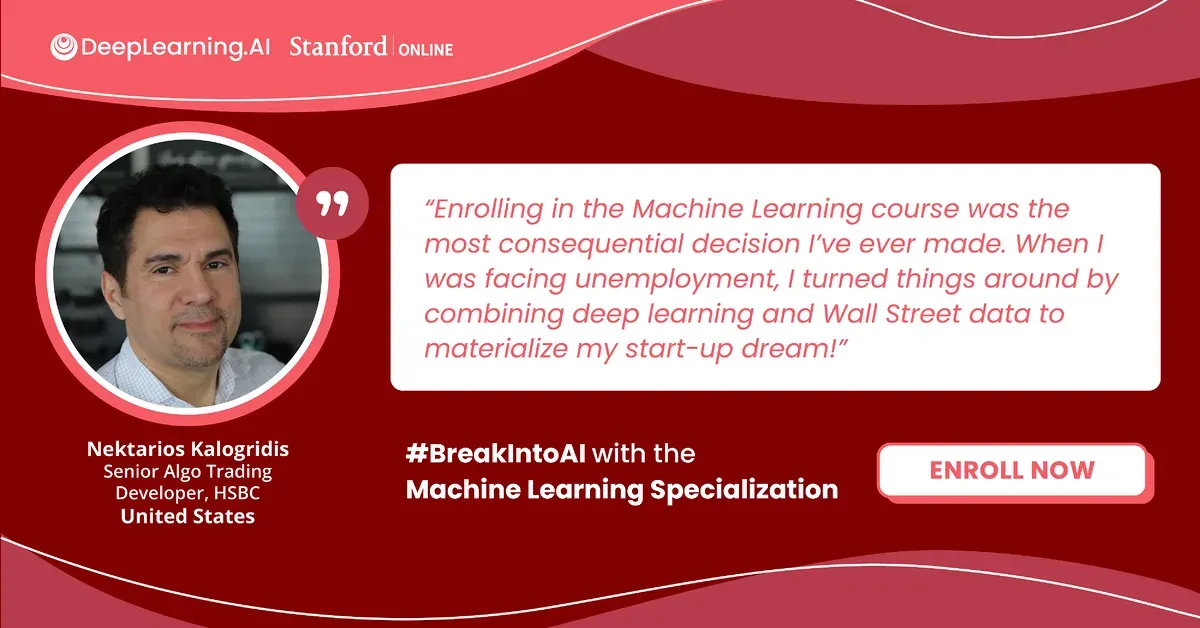 DeepLearning.AI Stanford | ONLINE
“Enrolling in the Machine Learning course was the
most consequential decision I’ve ever made. When I
was facing unemployment, I turned things around by
combining deep learning and Wall Street data to
materialize my start-up dream!”
Nektarios Kalogridis
Senior Algo Trading
Developer, HSBC
United States
#BreakIntoAI with the
Machine Learning Specialization
ENROLL NOW